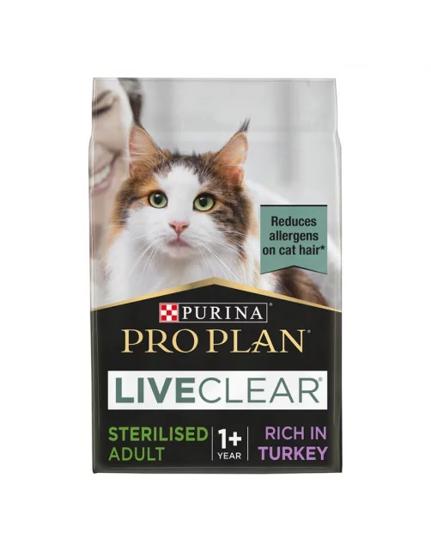 Reduces
allergens
on cat hair*
PURINA®
PRO PLAN®
LIVECLEAR®
STERILISED
ADULT
1+
YEAR
RICH IN
TURKEY